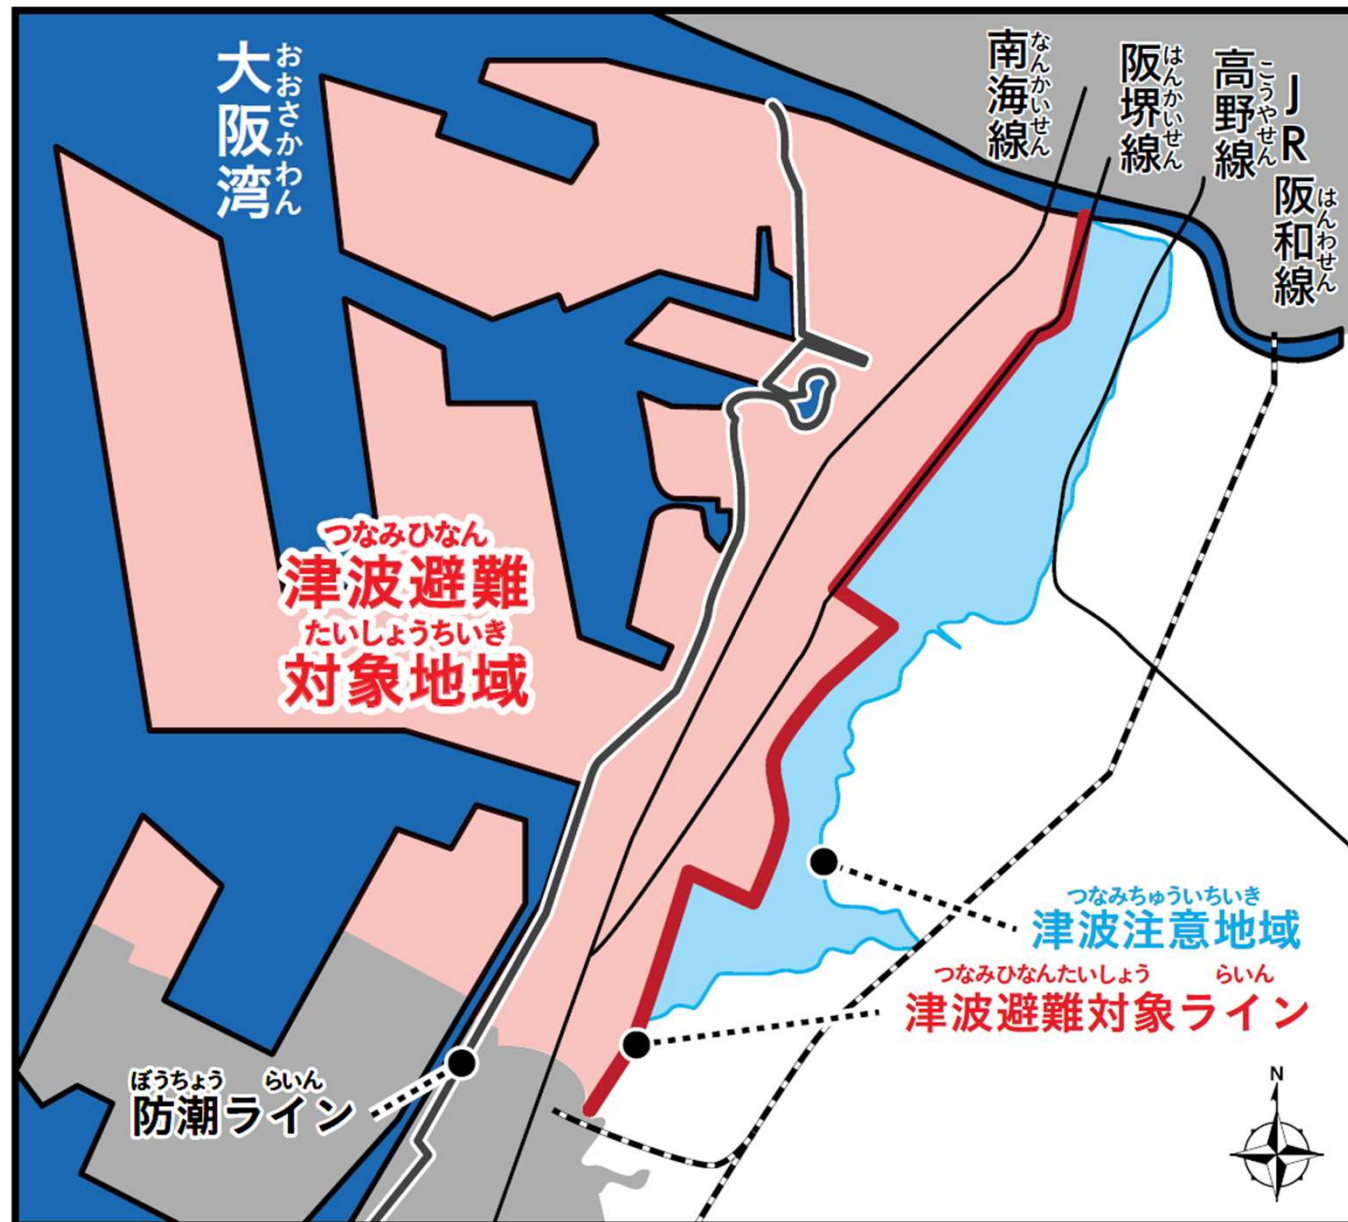 おおさかわん
大阪湾
なんかいせん
南海線
はんかいせん
阪堺線
こうやせん
高野線
はんわせん
JR阪和線
つなみひなん
津波避難
たいしょうちいき
対象地域
つなみちゅういちいき
津波注意地域
つなみひなんたいしょう らいん
津波避難対象ライン
ぼうちょう らいん
防潮ライン
N